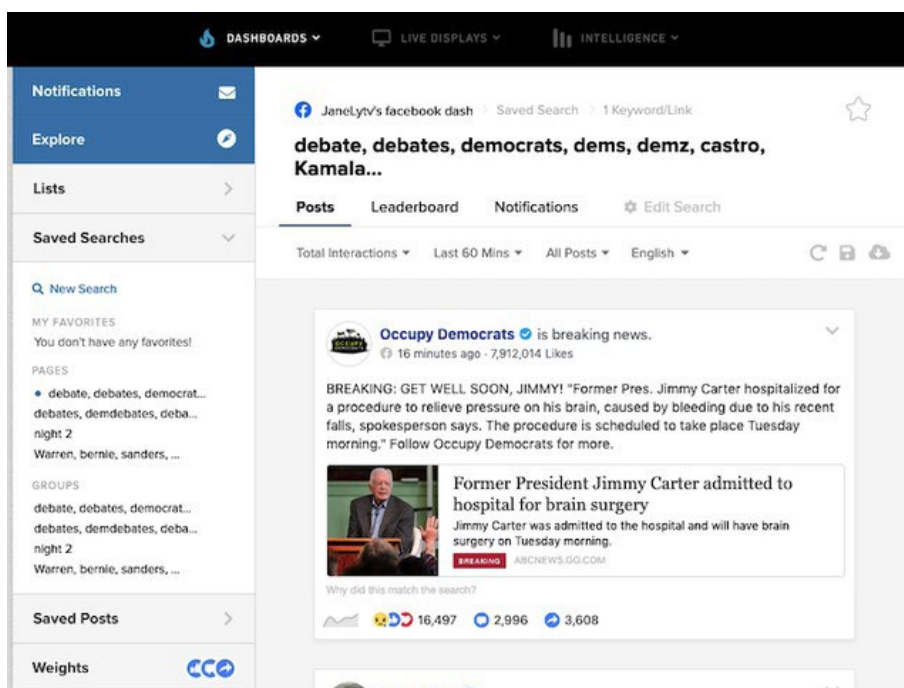 DASHBOARDS
LIVE DISPLAYS
INTELLIGENCE
Notifications
Explore
Lists
Saved Searches
New Search
MY FAVORITES
You don't have any favorites!
PAGES
debate, debates, democrat...
debates, demdebates, deba...
night 2
Warren, bernie, sanders, ...
GROUPS
debate, debates, democrat...
debates, demdebates, deba...
night 2
Warren, bernie, sanders, ...
Saved Posts
Weights
JaneLytv's facebook dash > Saved Search > 1 Keyword/Link
debate, debates, democrats, dems, demz, castro,
Kamala...
Posts Leaderboard Notifications Edit Search
Total Interactions Last 60 Mins All Posts English
Occupy Democrats is breaking news.
16 minutes ago · 7,912,014 Likes
BREAKING: GET WELL SOON, JIMMY! "Former Pres. Jimmy Carter hospitalized for
a procedure to relieve pressure on his brain, caused by bleeding due to his recent
falls, spokesperson says. The procedure is scheduled to take place Tuesday
morning." Follow Occupy Democrats for more.
Former President Jimmy Carter admitted to
hospital for brain surgery
Jimmy Carter was admitted to the hospital and will have brain
surgery on Tuesday morning.
BREAKING ABCNEWS.GO.COM
Why did this match the search?
16,497 2,996 3,608